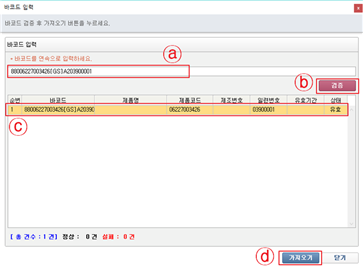 바코드 입력
바코드 검증 후 가져오기 버튼을 누르세요.
바코드 입력
- 바코드를 연속으로 입력하세요.
ⓐ
88006227003426[GS]A203900001
ⓑ
검증
순번 바코드 제품명 제품코드 제조번호 일련번호 유효기간 상태
1 88006227003426[GS]A20390 06227003426 03900001 유효
ⓒ
[ 총 건수 : 1 건] 정상 : 0 건 실패 : 0 건
ⓓ
가져오기 닫기